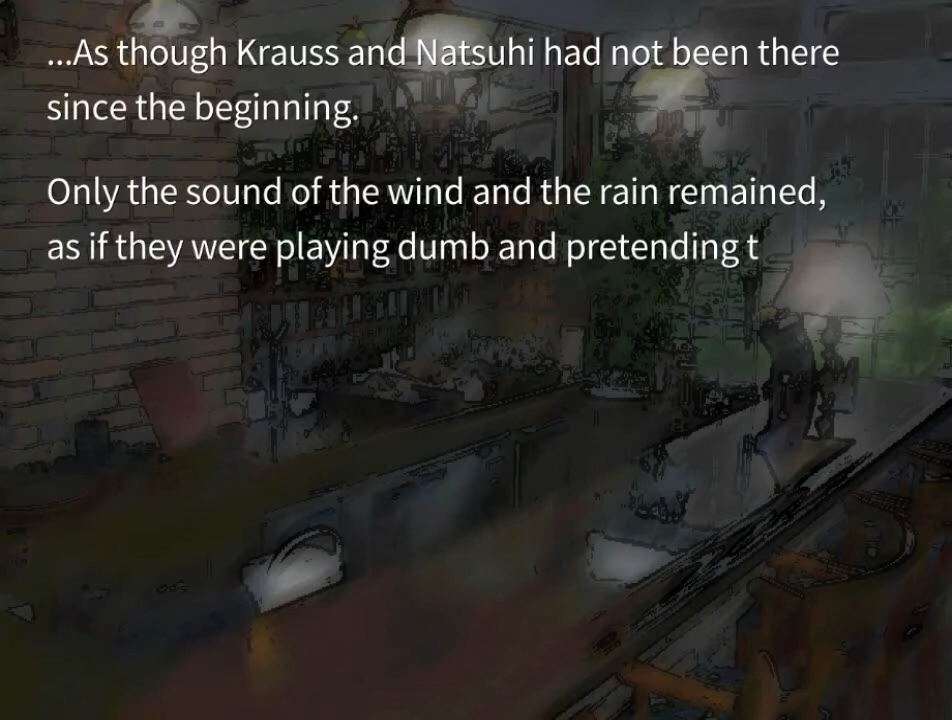 ...As though Krauss and Natsuhi had not been there
since the beginning.
Only the sound of the wind and the rain remained,
as if they were playing dumb and pretending t